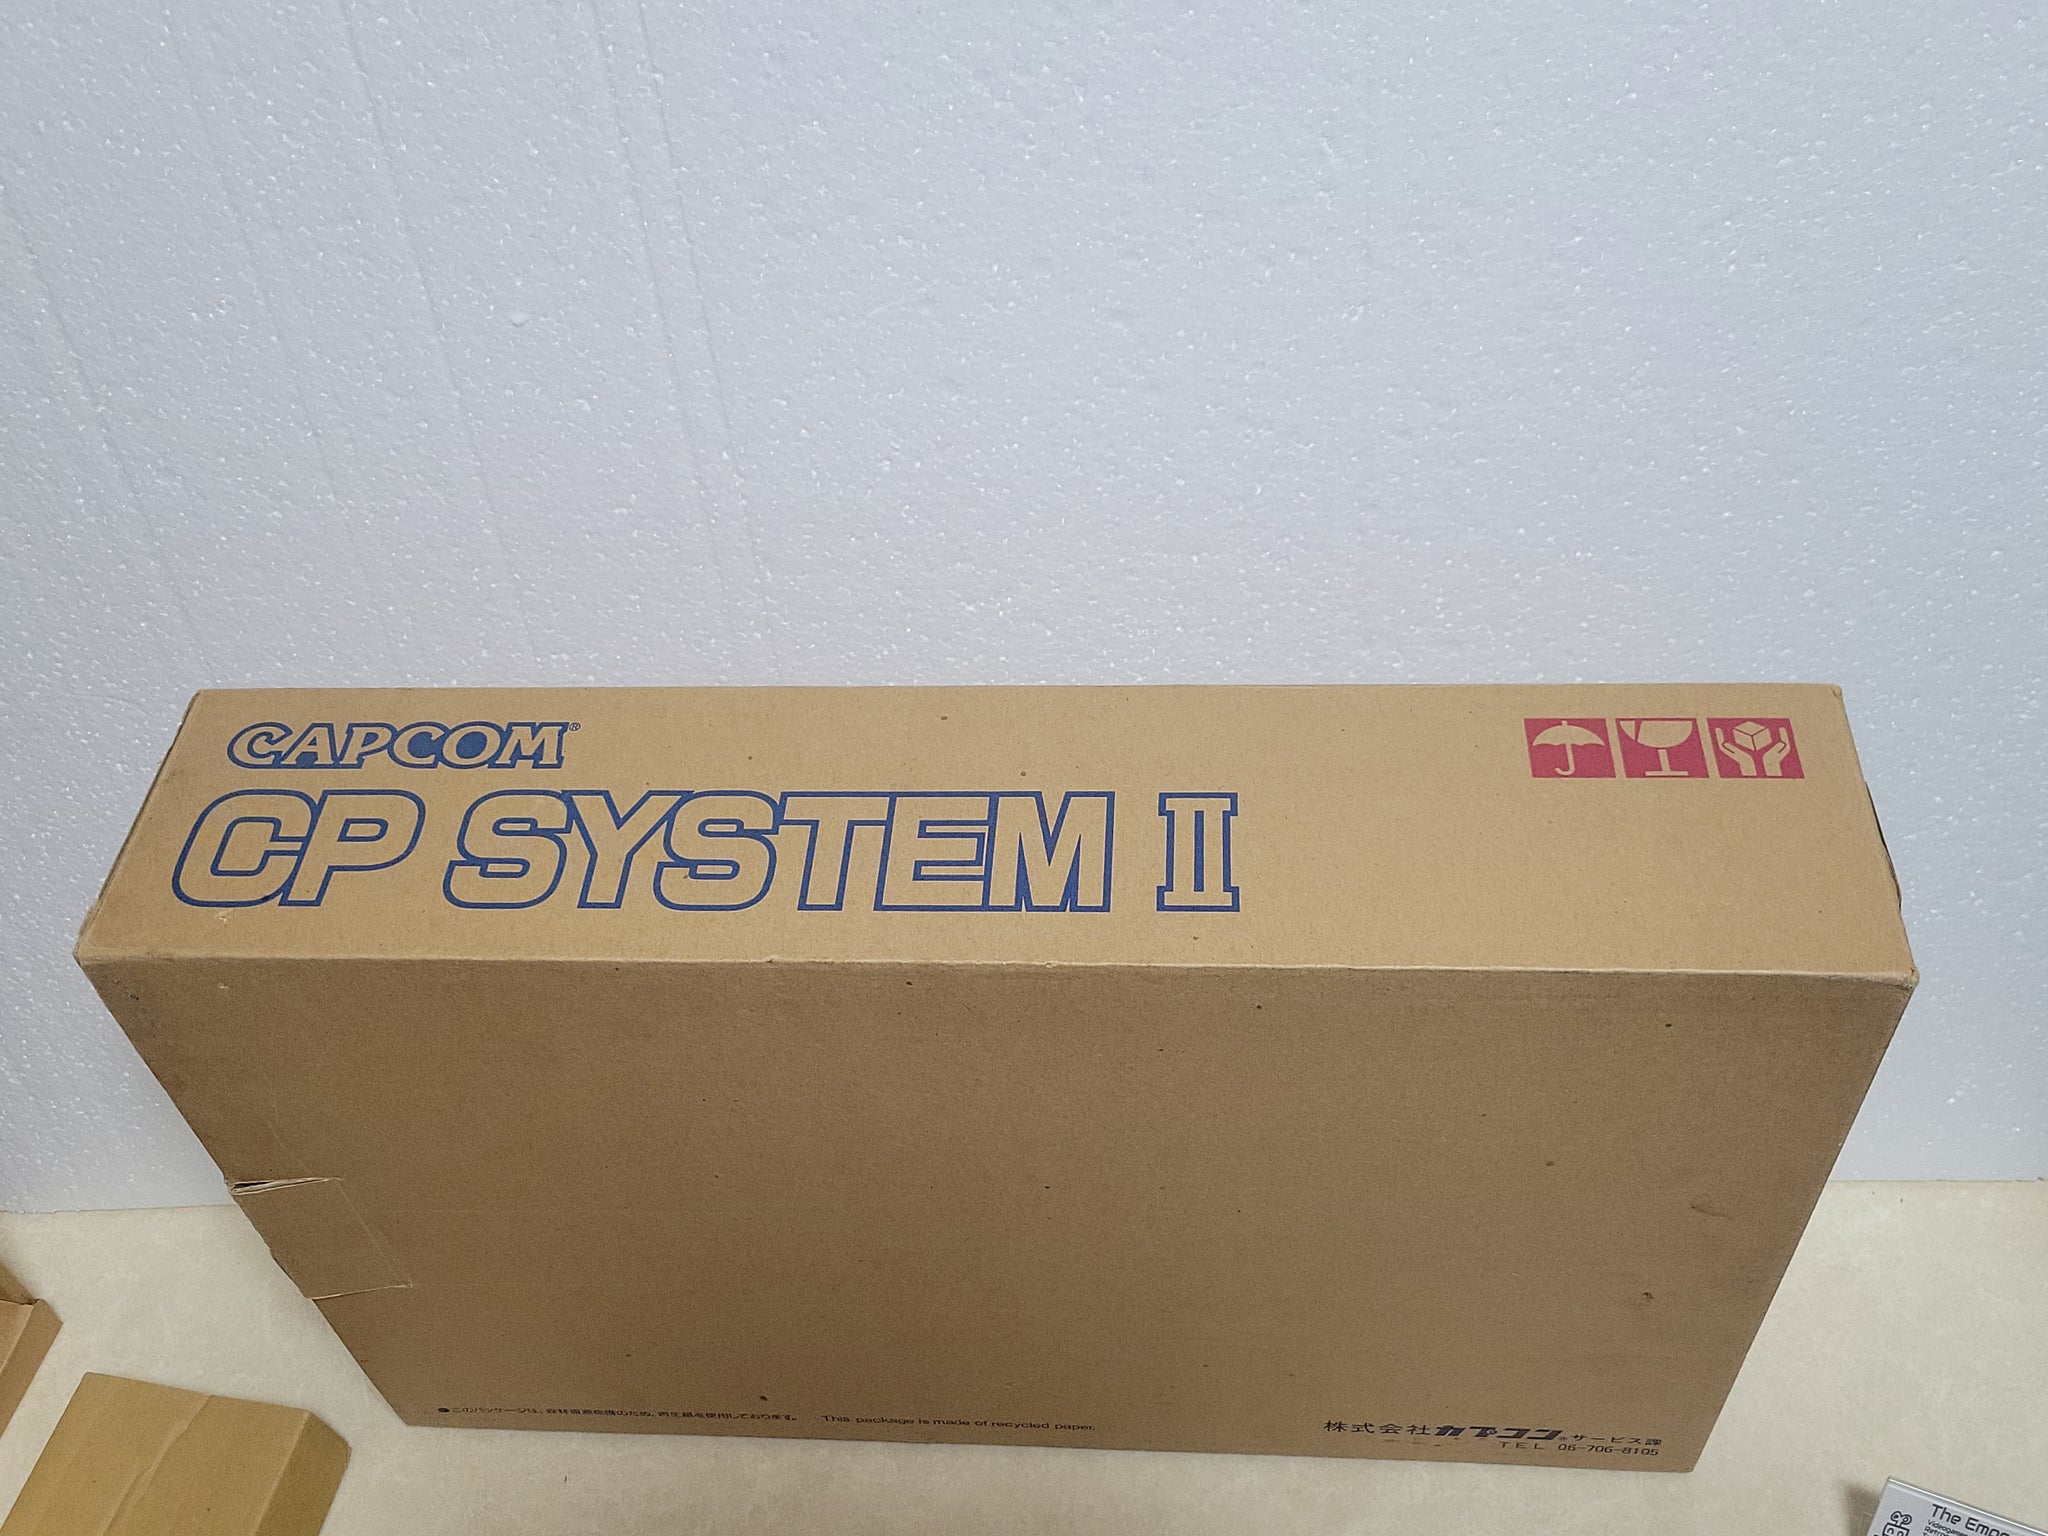 CAPCOM®
CP SYSTEM II
●このパッケージは、森林資源保護のため、再生紙を使用しております。 This package is made of recycled paper.
株式会社カプコン®サービス課
TEL 06-706-8105
The